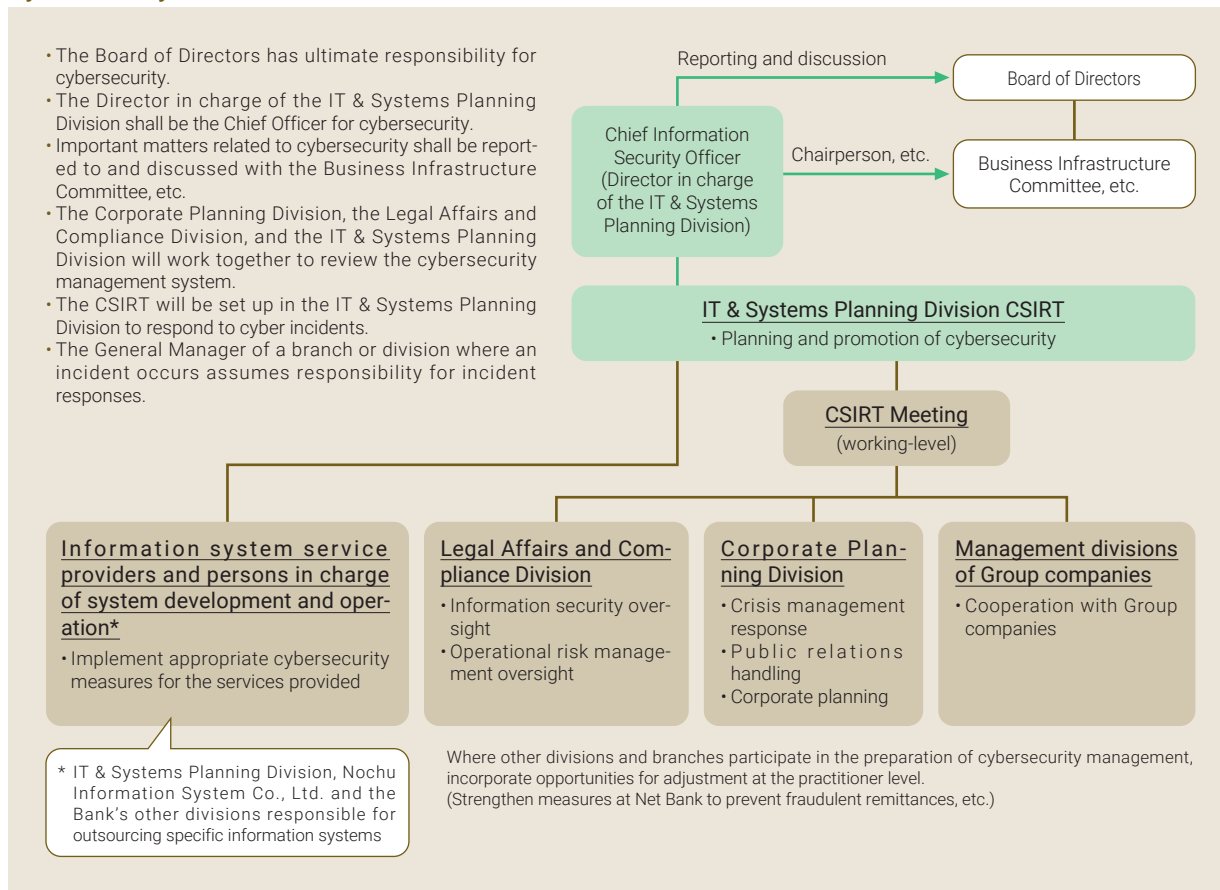 • The Board of Directors has ultimate responsibility for
cybersecurity.
• The Director in charge of the IT & Systems Planning
Division shall be the Chief Officer for cybersecurity.
• Important matters related to cybersecurity shall be report-
ed to and discussed with the Business Infrastructure
Committee, etc.
• The Corporate Planning Division, the Legal Affairs and
Compliance Division, and the IT & Systems Planning
Division will work together to review the cybersecurity
management system.
• The CSIRT will be set up in the IT & Systems Planning
Division to respond to cyber incidents.
• The General Manager of a branch or division where an
incident occurs assumes responsibility for incident
responses.
Reporting and discussion
Board of Directors
Chief Information
Security Officer
(Director in charge
of the IT & Systems
Planning Division)
Chairperson, etc.
Business Infrastructure
Committee, etc.
IT & Systems Planning Division CSIRT
• Planning and promotion of cybersecurity
CSIRT Meeting
(working-level)
Information system service
providers and persons in charge
of system development and oper-
ation*
• Implement appropriate cybersecurity
measures for the services provided
Legal Affairs and Com-
pliance Division
• Information security over-
sight
• Operational risk manage-
ment oversight
Corporate Plan-
ning Division
• Crisis management
response
• Public relations
handling
• Corporate planning
Management divisions
of Group companies
• Cooperation with Group
companies
* IT & Systems Planning Division, Nochu
Information System Co., Ltd. and the
Bank's other divisions responsible for
outsourcing specific information systems
Where other divisions and branches participate in the preparation of cybersecurity management,
incorporate opportunities for adjustment at the practitioner level.
(Strengthen measures at Net Bank to prevent fraudulent remittances, etc.)